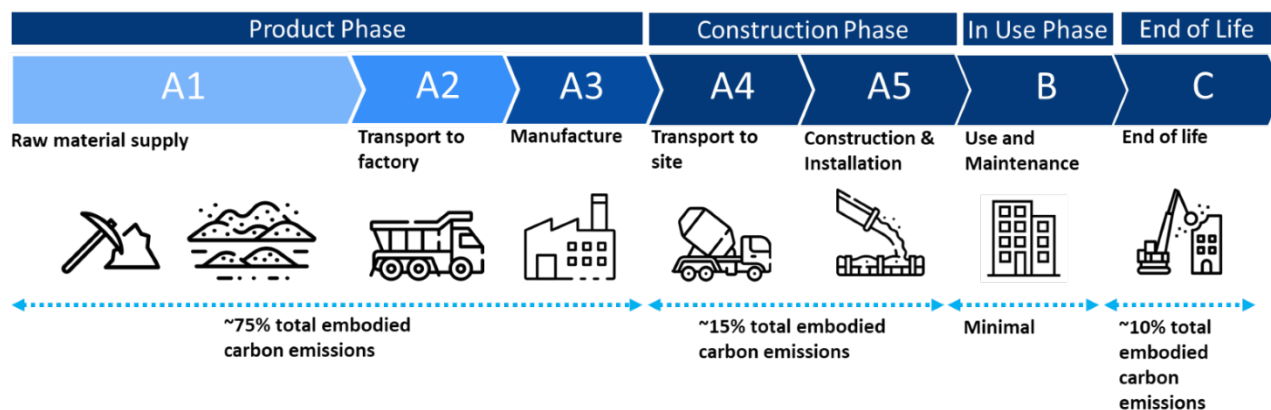 Product Phase
Construction Phase
In Use Phase
End of Life
A1
A2
A3
A4
A5
B
C
Raw material supply
Transport to
factory
Manufacture
Transport to
site
Construction &
Installation
Use and
Maintenance
End of life
~75% total embodied
carbon emissions
~15% total embodied
carbon emissions
Minimal
~10% total
embodied
carbon
emissions